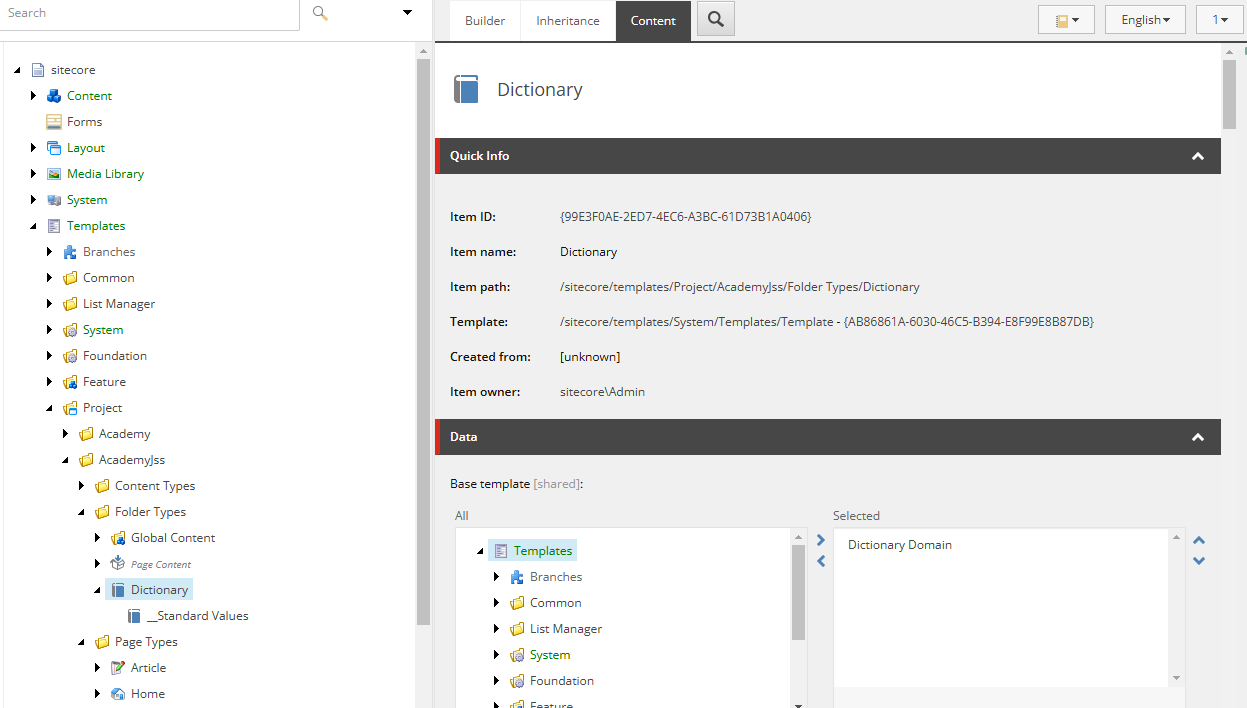 Search
sitecore
Content
Forms
Layout
Media Library
System
Templates
Branches
Common
List Manager
System
Foundation
Feature
Project
Academy
AcademyJss
Content Types
Folder Types
Global Content
Page Content
Dictionary
__Standard Values
Page Types
Article
Home
Builder Inheritance Content
English 1
Dictionary
Quick Info
Item ID: {99E3F0AE-2ED7-4EC6-A3BC-61D73B1A0406}
Item name: Dictionary
Item path: /sitecore/templates/Project/AcademyJss/Folder Types/Dictionary
Template: /sitecore/templates/System/Templates/Template - {AB86861A-6030-46C5-B394-E8F99E8B87DB}
Created from: [unknown]
Item owner: sitecore\Admin
Data
Base template [shared]:
All
Templates
Branches
Common
List Manager
System
Foundation
Feature
Selected
Dictionary Domain